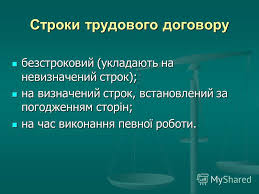 Строки трудового договору
безстроковий (укладають на
невизначений строк);
на визначений строк, встановлений за
погодженням сторін;
на час виконання певної роботи.
MyShared